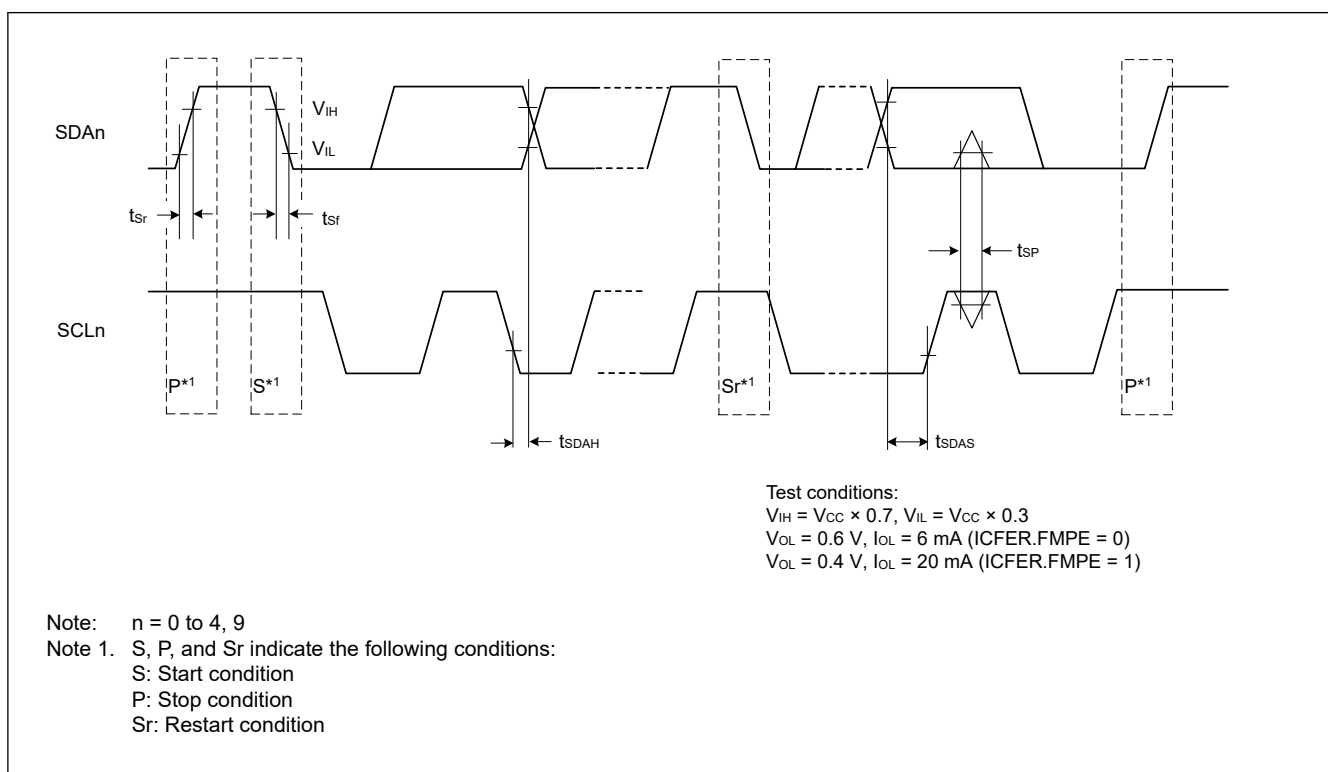 SDAn
VIH
VIL
tSr
tSf
tSP
SCLn
P*1
S*1
Sr*1
P*1
tSDAH
tSDAS
Test conditions:
VIH = VCC × 0.7, VIL = VCC × 0.3
VOL = 0.6 V, IOL = 6 mA (ICFER.FMPE = 0)
VOL = 0.4 V, IOL = 20 mA (ICFER.FMPE = 1)
Note: n = 0 to 4, 9
Note 1. S, P, and Sr indicate the following conditions:
S: Start condition
P: Stop condition
Sr: Restart condition